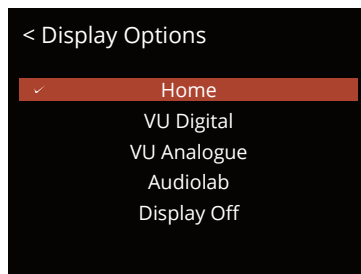 < Display Options
✓ Home
VU Digital
VU Analogue
Audiolab
Display Off